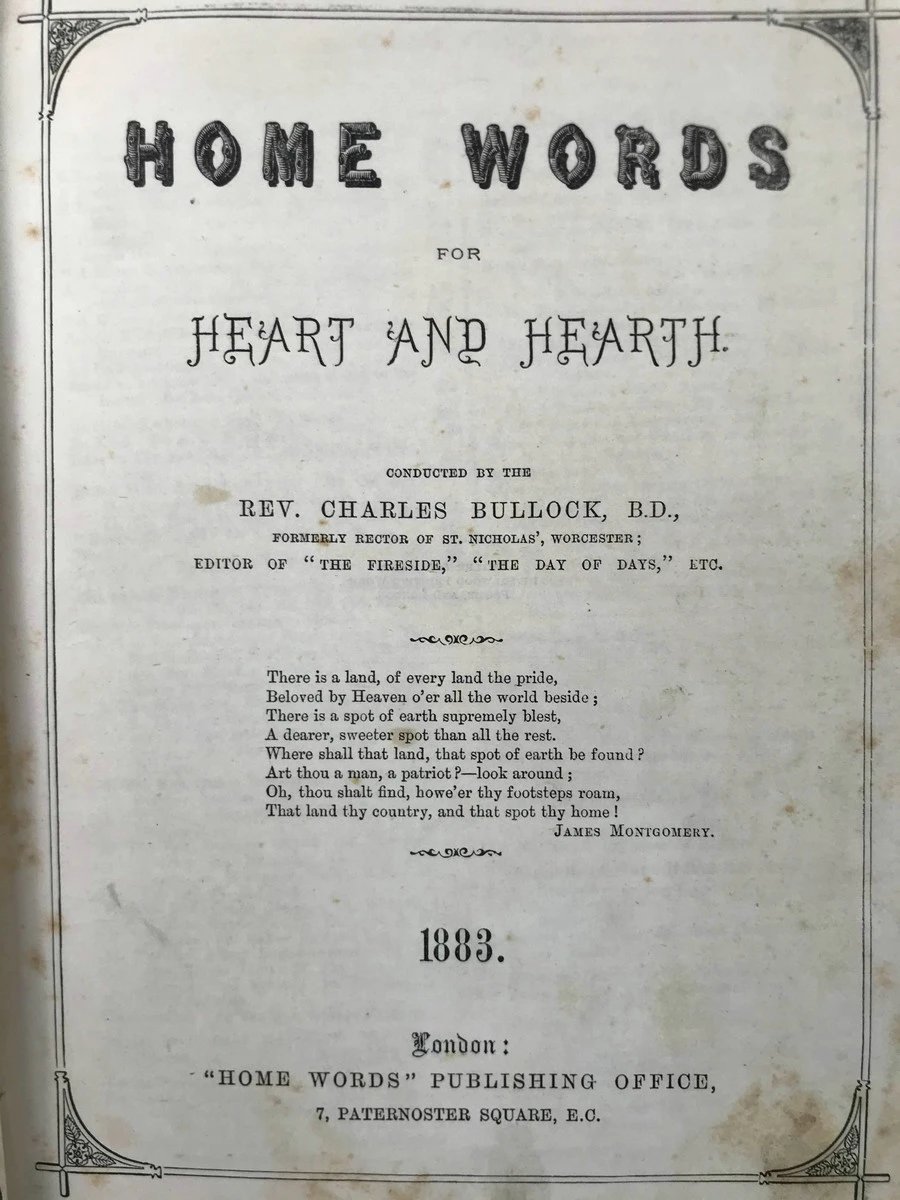 HOME WORDS
FOR
HEART AND HEARTH.
CONDUCTED BY THE
REV. CHARLES BULLOCK, B.D.,
FORMERLY RECTOR OF ST. NICHOLAS', WORCESTER;
EDITOR OF "THE FIRESIDE," "THE DAY OF DAYS," ETC.
There is a land, of every land the pride,
Beloved by Heaven o'er all the world beside;
There is a spot of earth supremely blest,
A dearer, sweeter spot than all the rest.
Where shall that land, that spot of earth be found?
Art thou a man, a patriot?—look around;
Oh, thou shalt find, howe'er thy footsteps roam,
That land thy country, and that spot thy home!
JAMES MONTGOMERY.
1883.
London:
"HOME WORDS" PUBLISHING OFFICE,
7, PATERNOSTER SQUARE, E.C.